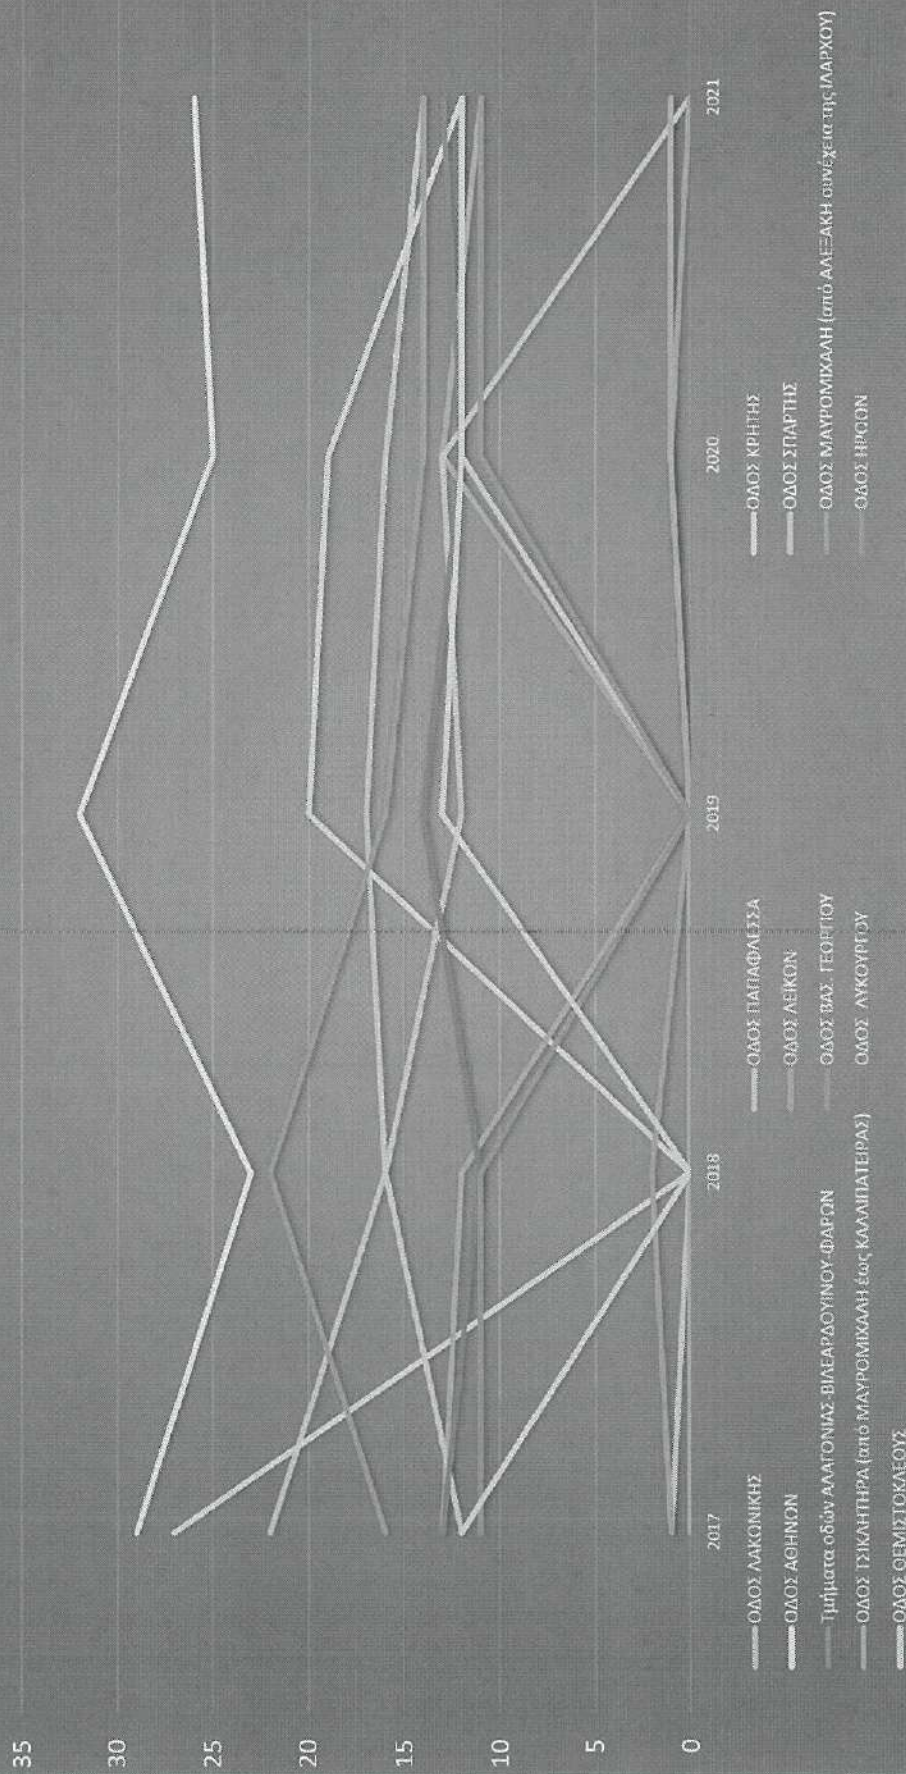 35
30
25
20
15
10
5
0
2017 2018 2019 2020 2021
ΟΔΟΣ ΛΑΚΩΝΙΚΗΣ ΟΔΟΣ ΠΑΠΑΦΛΕΣΣΑ ΟΔΟΣ ΚΡΗΤΗΣ
ΟΔΟΣ ΑΘΗΝΩΝ ΟΔΟΣ ΛΕΪΚΩΝ ΟΔΟΣ ΣΠΑΡΤΗΣ
Τμήματα οδών ΑΛΑΓΟΝΙΑΣ-ΒΙΛΕΑΡΔΟΥΙΝΟΥ-ΦΑΡΩΝ ΟΔΟΣ ΒΑΣ. ΓΕΩΡΓΙΟΥ ΟΔΟΣ ΜΑΥΡΟΜΙΧΑΛΗ (από ΑΛΕΞΑΚΗ συνέχεια της ΙΛΑΡΧΟΥ)
ΟΔΟΣ ΤΣΙΚΛΗΤΗΡΑ (από ΜΑΥΡΟΜΙΧΑΛΗ έως ΚΑΛΛΙΠΑΤΕΙΡΑΣ) ΟΔΟΣ ΛΥΚΟΥΡΓΟΥ ΟΔΟΣ ΗΡΩΩΝ
ΟΔΟΣ ΘΕΜΙΣΤΟΚΛΕΟΥΣ